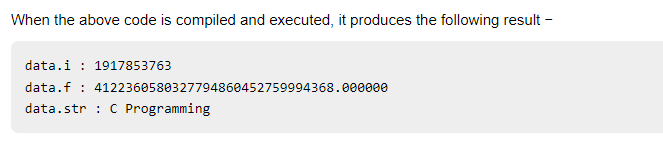 When the above code is compiled and executed, it produces the following result −
data.i : 1917853763
data.f : 4122360580327794860452759994368.000000
data.str : C Programming